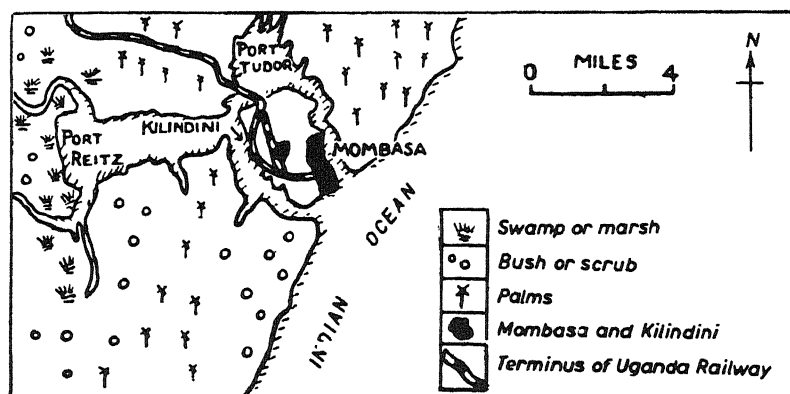 PORT
TUDOR
0 MILES 4
N
KILINDINI
PORT
REITZ
MOMBASA
INDIAN OCEAN
Swamp or marsh
Bush or scrub
Palms
Mombasa and Kilindini
Terminus of Uganda Railway